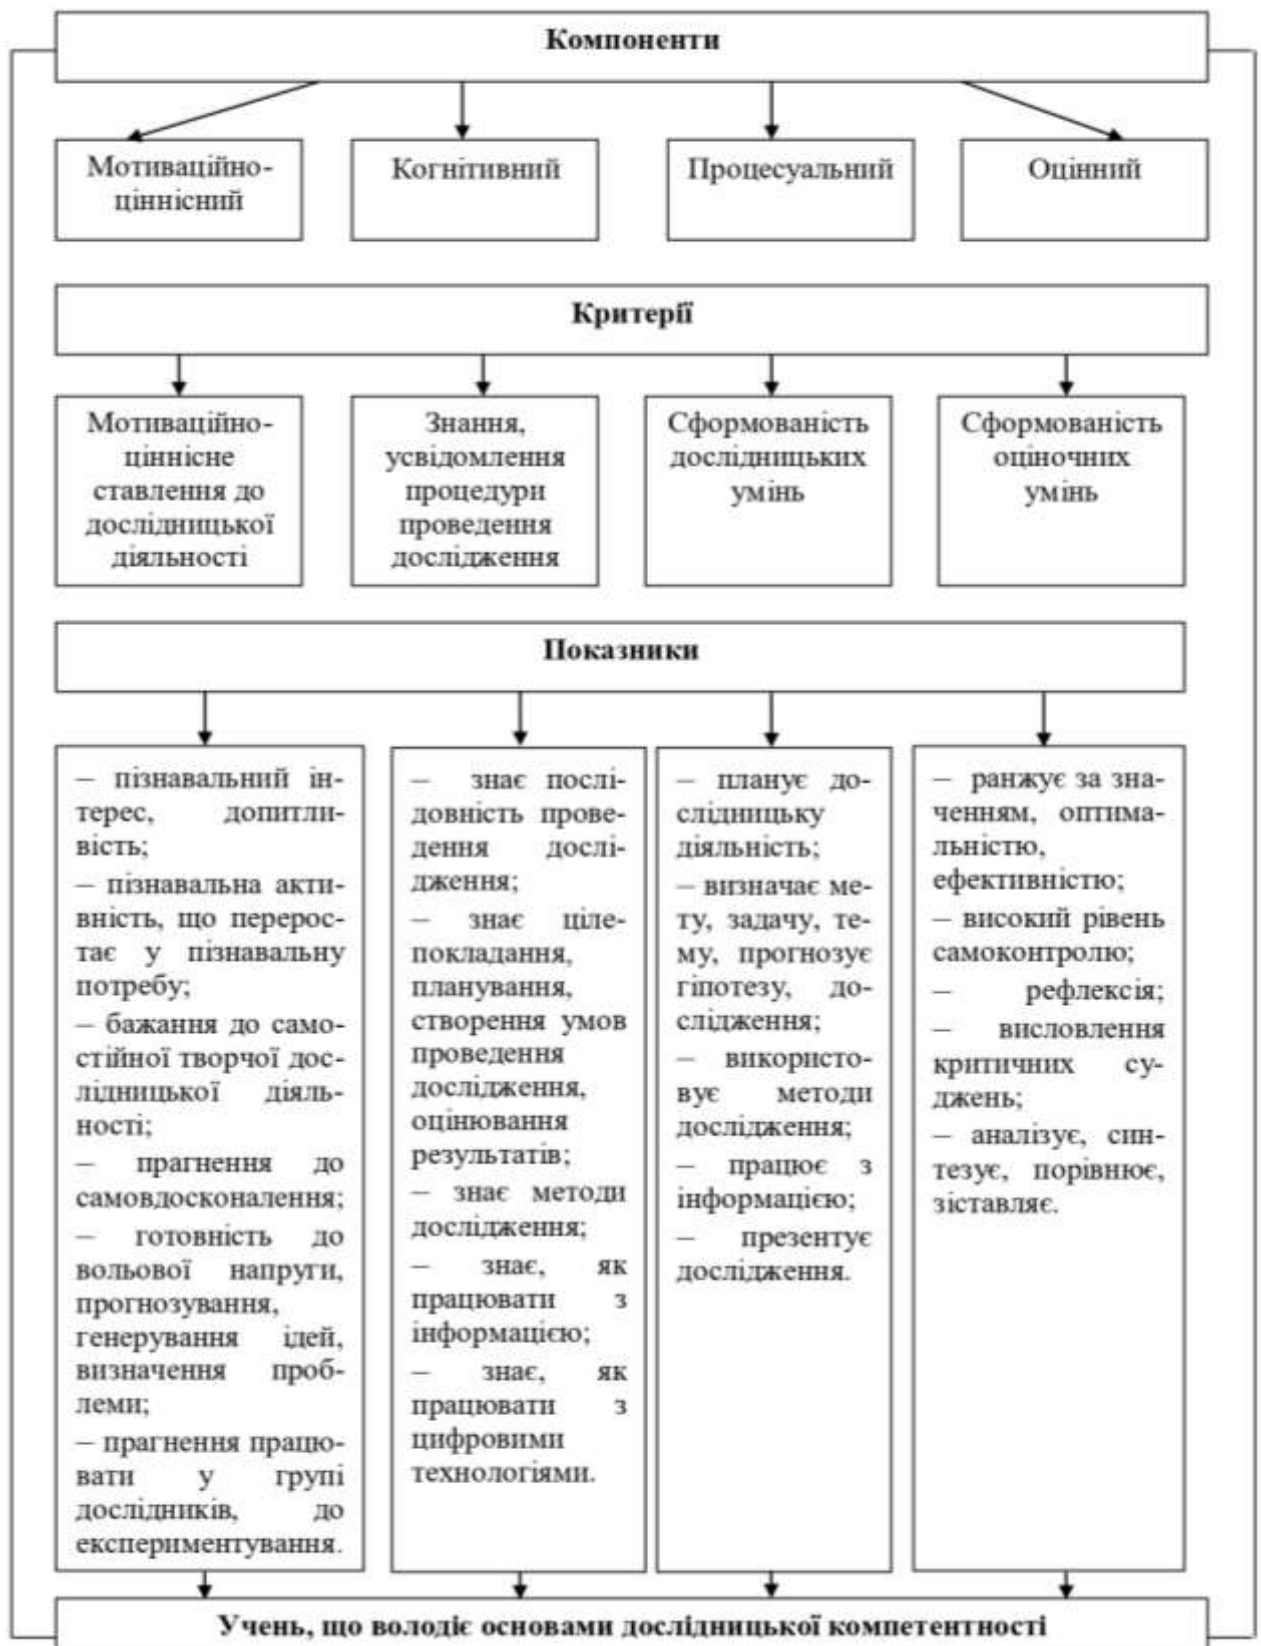 Компоненти
Мотиваційно-
ціннісний
Когнітивний
Процесуальний
Оцінний
Критерії
Мотиваційно-
ціннісне
ставлення до
дослідницької
діяльності
Знання,
усвідомлення
процедури
проведення
дослідження
Сформованість
дослідницьких
умінь
Сформованість
оціночних
умінь
Показники
– пізнавальний ін-
терес, допитли-
вість;
– пізнавальна акти-
вність, що перерос-
тає у пізнавальну
потребу;
– бажання до само-
стійної творчої дос-
лідницької діяль-
ності;
– прагнення до
самовдосконалення;
– готовність до
вольової напруги,
прогнозування,
генерування ідей,
визначення проб-
леми;
– прагнення працю-
вати у групі
дослідників, до
експериментування.
– знає послі-
довність прове-
дення дослі-
дження;
– знає ціле-
покладання,
планування,
створення умов
проведення
дослідження,
оцінювання
результатів;
– знає методи
дослідження;
– знає, як
працювати з
інформацією;
– знає, як
працювати з
цифровими
технологіями.
– планує до-
слідницьку
діяльність;
– визначає ме-
ту, задачу, те-
му, прогнозує
гіпотезу, до-
слідження;
– використо-
вує методи
дослідження;
– працює з
інформацією;
– презентує
дослідження.
– ранжує за зна-
ченням, оптима-
льністю,
ефективністю;
– високий рівень
самоконтролю;
– рефлексія;
– висловлення
критичних су-
джень;
– аналізує, син-
тезує, порівнює,
зіставляє.
Учень, що володіє основами дослідницької компетентності